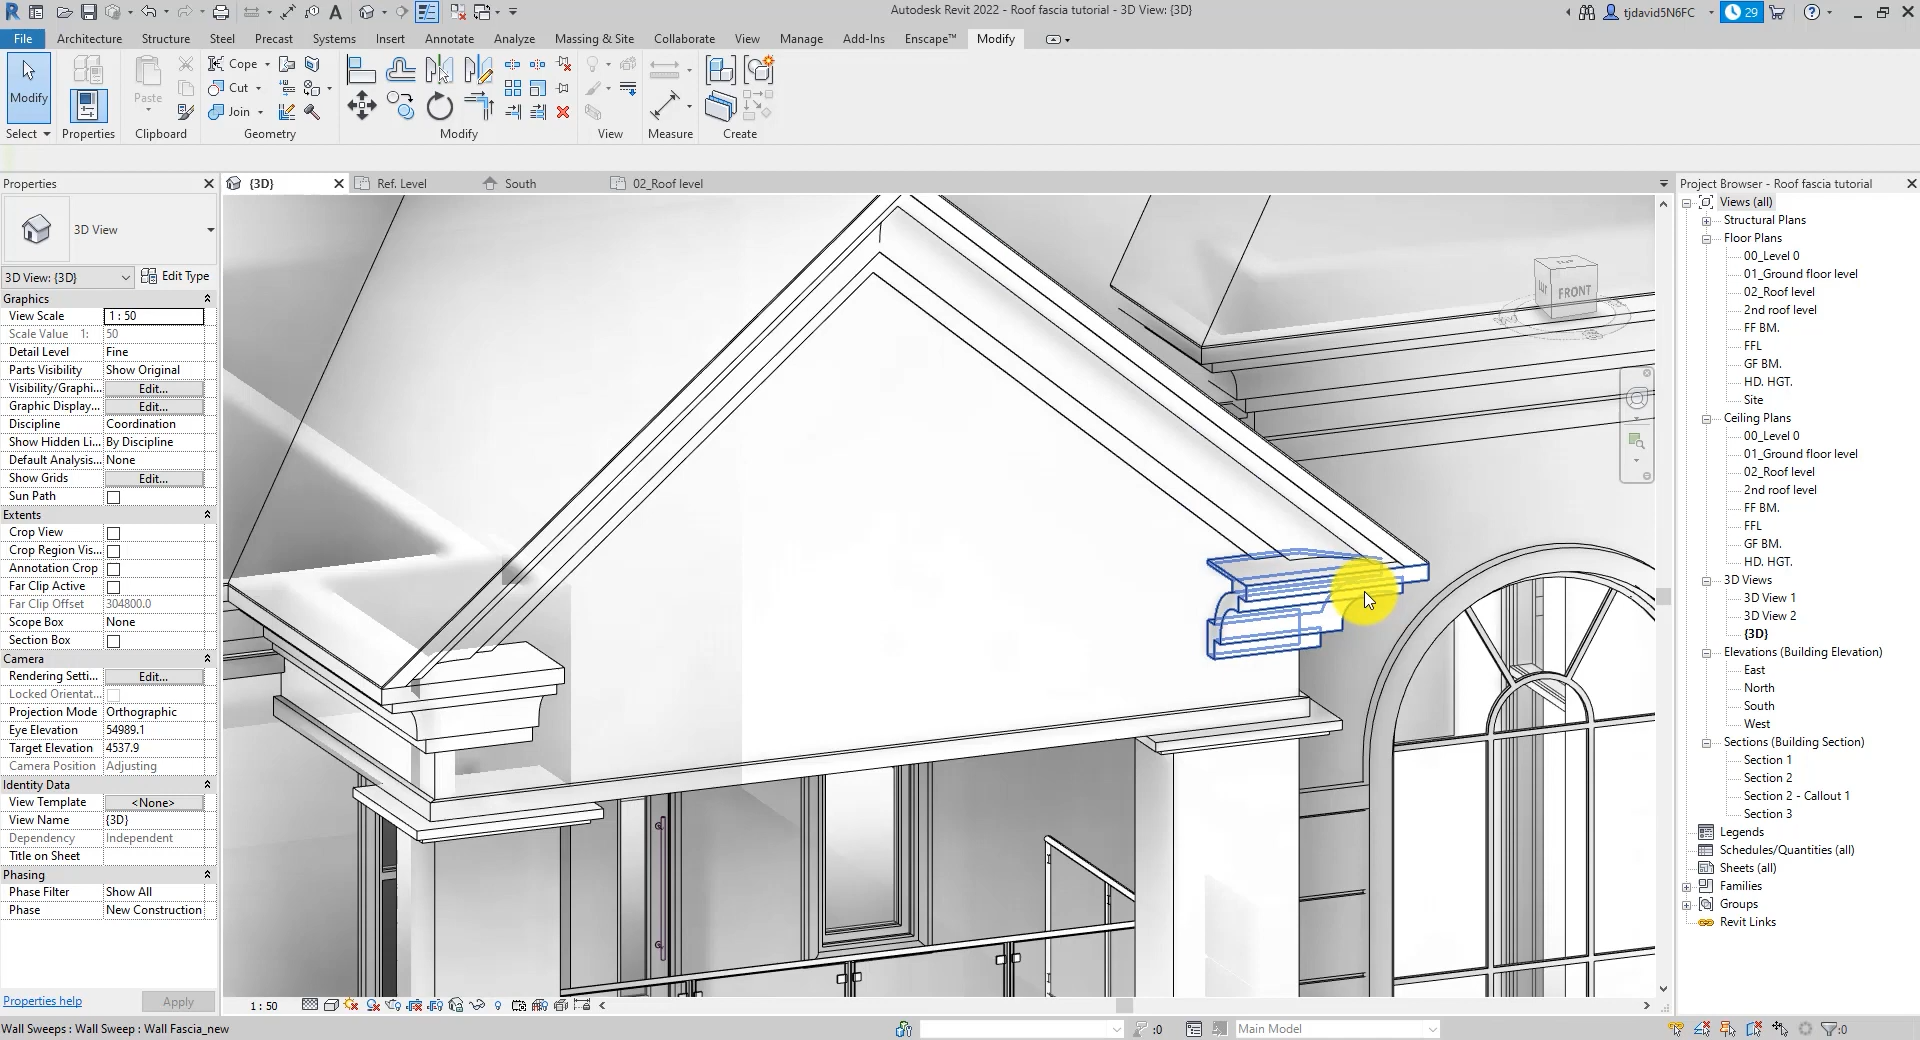 Autodesk Revit 2022 - Roof fascia tutorial - 3D View: {3D}
tjdavid5N6FC
29
File
Architecture
Structure
Steel
Precast
Systems
Insert
Annotate
Analyze
Massing & Site
Collaborate
View
Manage
Add-Ins
Enscape™
Modify
Modify
Paste
Cope
Cut
Join
Select
Properties
Clipboard
Geometry
Modify
View
Measure
Create
Properties
{3D}
Ref. Level
South
02_Roof level
Project Browser - Roof fascia tutorial
3D View
3D View: {3D}
Edit Type
Graphics
View Scale 1 : 50
Scale Value 1: 50
Detail Level Fine
Parts Visibility Show Original
Visibility/Graphi... Edit...
Graphic Display... Edit...
Discipline Coordination
Show Hidden Li... By Discipline
Default Analysis... None
Show Grids Edit...
Sun Path
Extents
Crop View
Crop Region Vis...
Annotation Crop
Far Clip Active
Far Clip Offset 304800.0
Scope Box None
Section Box
Camera
Rendering Setti... Edit...
Locked Orientat...
Projection Mode Orthographic
Eye Elevation 54989.1
Target Elevation 4537.9
Camera Position Adjusting
Identity Data
View Template <None>
View Name {3D}
Dependency Independent
Title on Sheet
Phasing
Phase Filter Show All
Phase New Construction
Properties help
Apply
FRONT
Views (all)
Structural Plans
Floor Plans
00_Level 0
01_Ground floor level
02_Roof level
2nd roof level
FF BM.
FFL
GF BM.
HD. HGT.
Site
Ceiling Plans
00_Level 0
01_Ground floor level
02_Roof level
2nd roof level
FF BM.
FFL
GF BM.
HD. HGT.
3D Views
3D View 1
3D View 2
{3D}
Elevations (Building Elevation)
East
North
South
West
Sections (Building Section)
Section 1
Section 2
Section 2 - Callout 1
Section 3
Legends
Schedules/Quantities (all)
Sheets (all)
Families
Groups
Revit Links
1 : 50
Wall Sweeps : Wall Sweep : Wall Fascia_new
:0
Main Model
:0